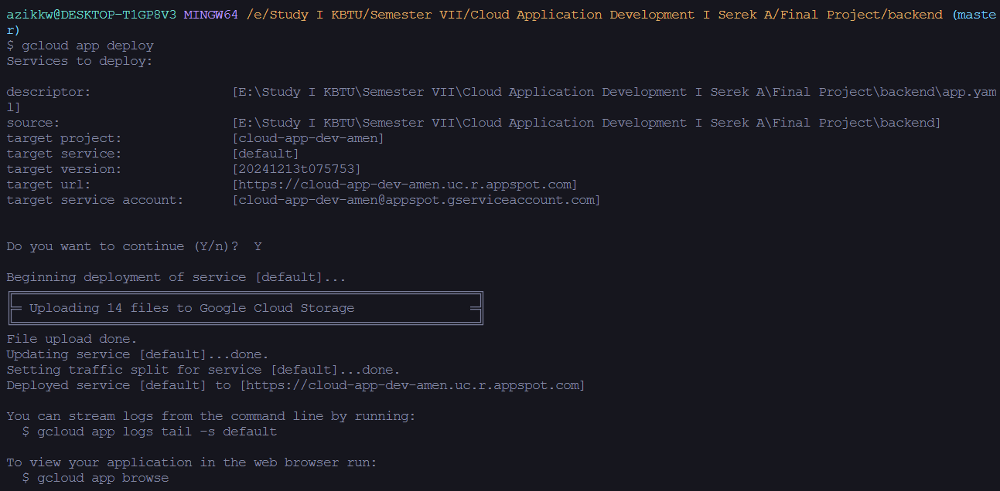 azikkw@DESKTOP-T1GP8V3 MINGW64 /e/Study I KBTU/Semester VII/Cloud Application Development I Serek A/Final Project/backend (maste
r)
$ gcloud app deploy
Services to deploy:
descriptor:                  [E:\Study I KBTU\Semester VII\Cloud Application Development I Serek A\Final Project\backend\app.yam
l]
source:                      [E:\Study I KBTU\Semester VII\Cloud Application Development I Serek A\Final Project\backend]
target project:              [cloud-app-dev-amen]
target service:              [default]
target version:              [20241213t075753]
target url:                  [https://cloud-app-dev-amen.uc.r.appspot.com]
target service account:      [cloud-app-dev-amen@appspot.gserviceaccount.com]
Do you want to continue (Y/n)?  Y
Beginning deployment of service [default]...
Uploading 14 files to Google Cloud Storage
File upload done.
Updating service [default]...done.
Setting traffic split for service [default]...done.
Deployed service [default] to [https://cloud-app-dev-amen.uc.r.appspot.com]
You can stream logs from the command line by running:
  $ gcloud app logs tail -s default
To view your application in the web browser run:
  $ gcloud app browse